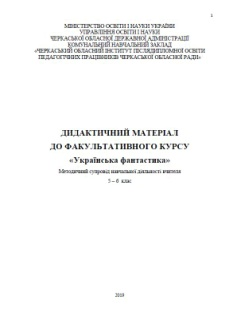 1
МІНІСТЕРСТВО ОСВІТИ І НАУКИ УКРАЇНИ
УПРАВЛІННЯ ОСВІТИ І НАУКИ
ЧЕРКАСЬКОЇ ОБЛАСНОЇ ДЕРЖАВНОЇ АДМІНІСТРАЦІЇ
КОМУНАЛЬНИЙ НАВЧАЛЬНИЙ ЗАКЛАД
«ЧЕРКАСЬКИЙ ОБЛАСНИЙ ІНСТИТУТ ПІСЛЯДИПЛОМНОЇ ОСВІТИ
ПЕДАГОГІЧНИХ ПРАЦІВНИКІВ ЧЕРКАСЬКОЇ ОБЛАСНОЇ РАДИ»
ДИДАКТИЧНИЙ МАТЕРІАЛ
ДО ФАКУЛЬТАТИВНОГО КУРСУ
«Українська фантастика»
Методичний супровід навчальної діяльності вчителя
5 – 6 клас
2019